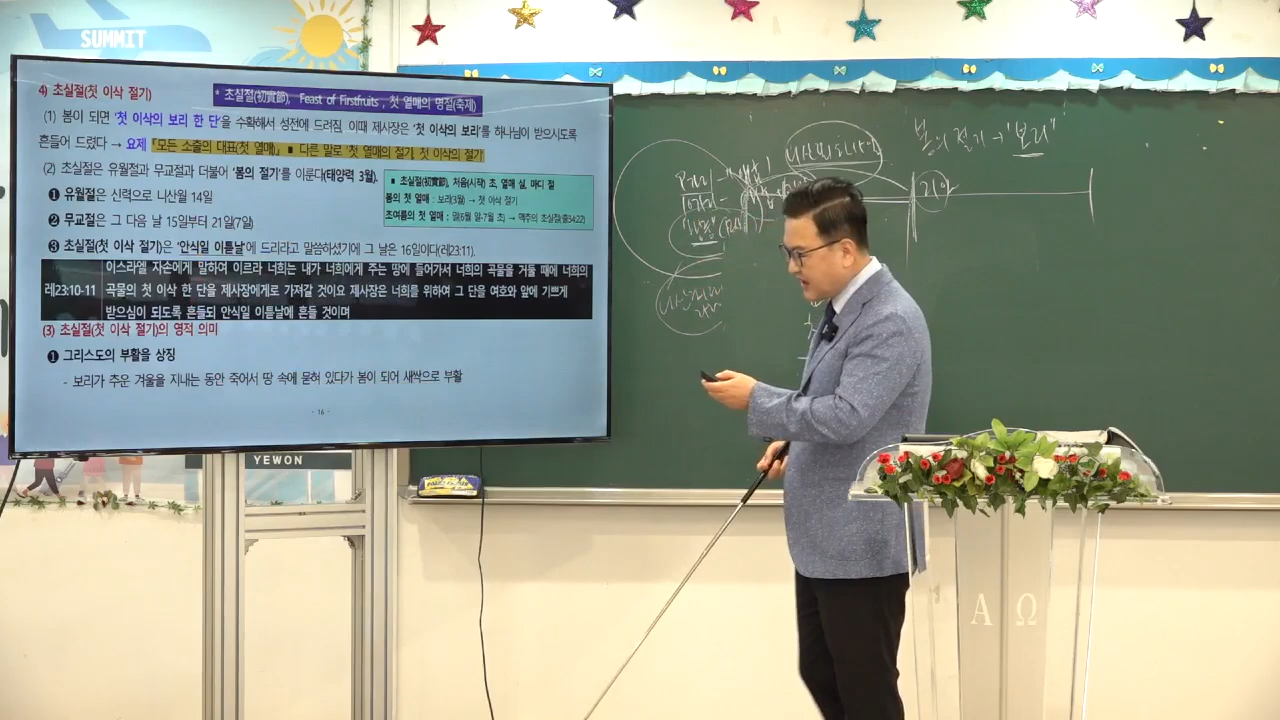 SUMMIT
4) 초실절(첫 이삭 절기)
* 초실절(初實節), Feast of Firstfruits , 첫 열매의 명절(축제)
(1) 봄이 되면 '첫 이삭의 보리 한 단'을 수확해서 성전에 드려짐. 이때 제사장은 '첫 이삭의 보리'를 하나님이 받으시도록
흔들어 드렸다 → 요제 『모든 소출의 대표(첫 열매)』 ■ 다른 말로 '첫 열매의 절기, 첫 이삭의 절기'
(2) 초실절은 유월절과 무교절과 더불어 '봄의 절기'를 이룬다(태양력 3월).
❶ 유월절은 신력으로 니산월 14일
❷ 무교절은 그 다음 날 15일부터 21일(7일)
❸ 초실절(첫 이삭 절기)은 '안식일 이튿날'에 드리라고 말씀하셨기에 그 날은 16일이다(레23:11).
■ 초실절(初實節), 처음(시작) 초, 열매 실, 마디 절
봄의 첫 열매 : 보리(3월) → 첫 이삭 절기
초여름의 첫 열매 : 밀(6월 말-7월 초) → 맥추의 초실절(출34:22)
레23:10-11
이스라엘 자손에게 말하여 이르라 너희는 내가 너희에게 주는 땅에 들어가서 너희의 곡물을 거둘 때에 너희의
곡물의 첫 이삭 한 단을 제사장에게로 가져갈 것이요 제사장은 너희를 위하여 그 단을 여호와 앞에 기쁘게
받으심이 되도록 흔들되 안식일 이튿날에 흔들 것이며
(3) 초실절(첫 이삭 절기)의 영적 의미
❶ 그리스도의 부활을 상징
- 보리가 추운 겨울을 지내는 동안 죽어서 땅 속에 묻혀 있다가 봄이 되어 새싹으로 부활
- 16 -
봄의 절기 → "보리"
YEWON
Α Ω